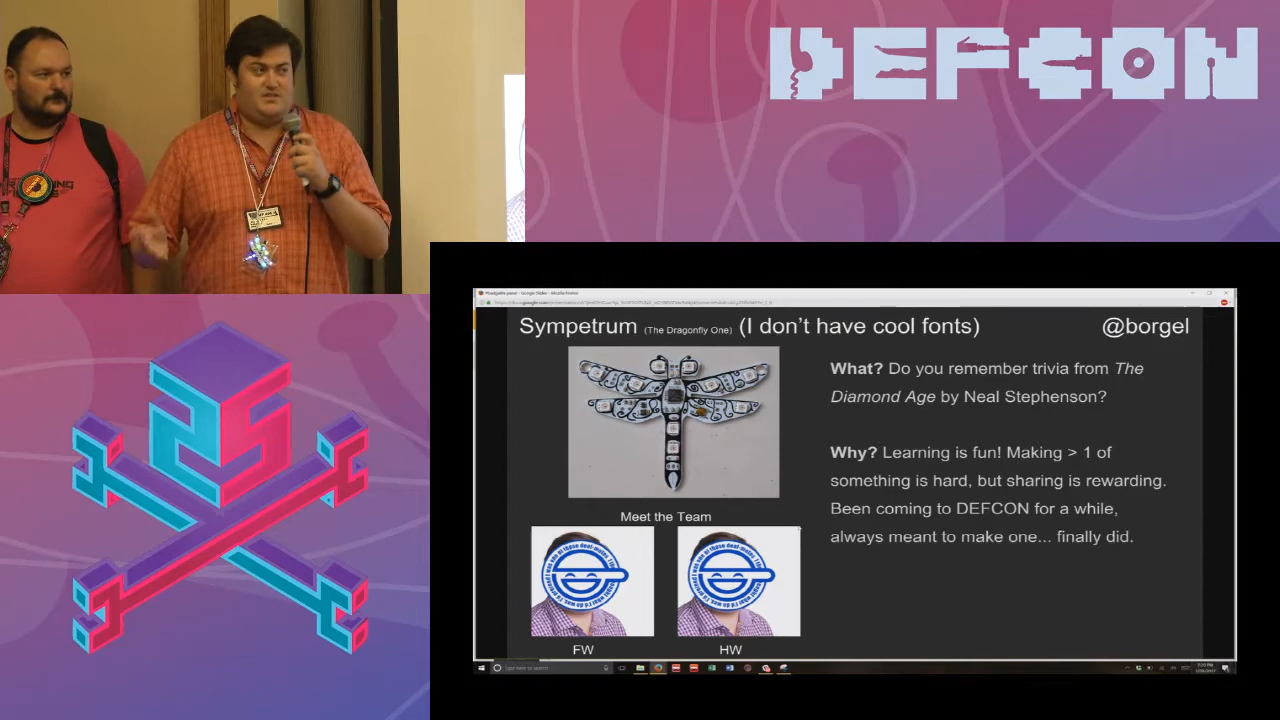 DEFCON
Sympetrum (The Dragonfly One) (I don't have cool fonts)
@borgel
What? Do you remember trivia from The
Diamond Age by Neal Stephenson?
Why? Learning is fun! Making > 1 of
something is hard, but sharing is rewarding.
Been coming to DEFCON for a while,
always meant to make one... finally did.
Meet the Team
FW
HW